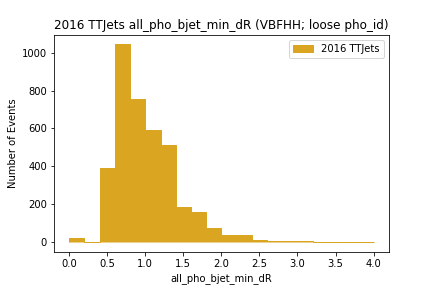 2016 TTJets all_pho_bjet_min_dR (VBFHH; loose pho_id)
2016 TTJets
Number of Events
1000
800
600
400
200
0
0.0 0.5 1.0 1.5 2.0 2.5 3.0 3.5 4.0
all_pho_bjet_min_dR